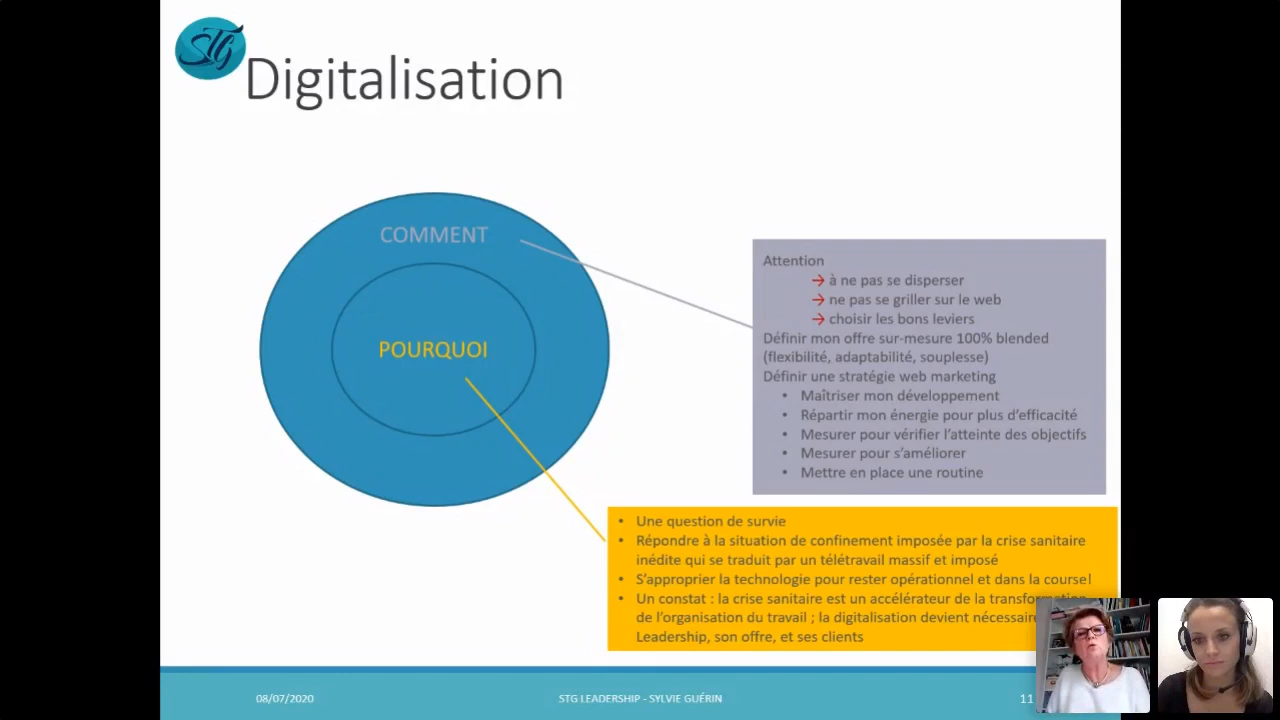 STG
Digitalisation
COMMENT
POURQUOI
Attention
→ à ne pas se disperser
→ ne pas se griller sur le web
→ choisir les bons leviers
Définir mon offre sur-mesure 100% blended
(flexibilité, adaptabilité, souplesse)
Définir une stratégie web marketing
• Maîtriser mon développement
• Répartir mon énergie pour plus d’efficacité
• Mesurer pour vérifier l’atteinte des objectifs
• Mesurer pour s’améliorer
• Mettre en place une routine
• Une question de survie
• Répondre à la situation de confinement imposée par la crise sanitaire
inédite qui se traduit par un télétravail massif et imposé
• S’approprier la technologie pour rester opérationnel et dans la course!
• Un constat : la crise sanitaire est un accélérateur de la
de l’organisation du travail ; la digitalisation devient nécessaire
Leadership, son offre, et ses clients
08/07/2020
STG LEADERSHIP - SYLVIE GUÉRIN
11